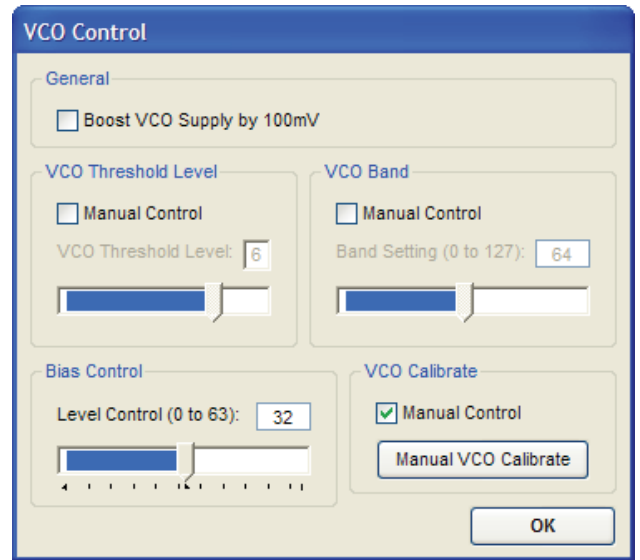 VCO Control
General
Boost VCO Supply by 100mV
VCO Threshold Level
Manual Control
VCO Threshold Level: 6
VCO Band
Manual Control
Band Setting (0 to 127): 64
Bias Control
Level Control (0 to 63): 32
VCO Calibrate
Manual Control
Manual VCO Calibrate
OK